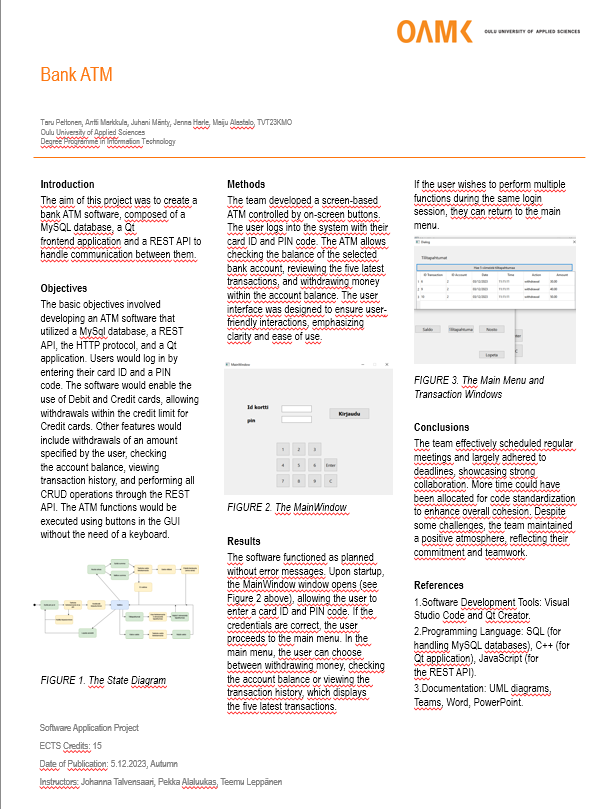 OAMK OULU UNIVERSITY OF APPLIED SCIENCES
Bank ATM
Taru Peltonen, Antti Markkula, Juhani Mänty, Jenna Harle, Maiju Alastalo, TVT23KMO
Oulu University of Applied Sciences
Degree Programme in Information Technology
Introduction
The aim of this project was to create a
bank ATM software, composed of a
MySQL database, a Qt
frontend application and a REST API to
handle communication between them.
Objectives
The basic objectives involved
developing an ATM software that
utilized a MySql database, a REST
API, the HTTP protocol, and a Qt
application. Users would log in by
entering their card ID and a PIN
code. The software would enable the
use of Debit and Credit cards, allowing
withdrawals within the credit limit for
Credit cards. Other features would
include withdrawals of an amount
specified by the user, checking
the account balance, viewing
transaction history, and performing all
CRUD operations through the REST
API. The ATM functions would be
executed using buttons in the GUI
without the need of a keyboard.
FIGURE 1. The State Diagram
Methods
The team developed a screen-based
ATM controlled by on-screen buttons.
The user logs into the system with their
card ID and PIN code. The ATM allows
checking the balance of the selected
bank account, reviewing the five latest
transactions, and withdrawing money
within the account balance. The user
interface was designed to ensure user-
friendly interactions, emphasizing
clarity and ease of use.
MainWindow
Id kortti
pin
Kirjaudu
1 2 3
4 5 6 Enter
7 8 9 C
FIGURE 2. The MainWindow
Results
The software functioned as planned
without error messages. Upon startup,
the MainWindow window opens (see
Figure 2 above), allowing the user to
enter a card ID and PIN code. If the
credentials are correct, the user
proceeds to the main menu. In the
main menu, the user can choose
between withdrawing money, checking
the account balance or viewing the
transaction history, which displays
the five latest transactions.
If the user wishes to perform multiple
functions during the same login
session, they can return to the main
menu.
Dialog
Tilitapahtumat
ID Transaction ID Account Date Time Action Amount
Saldo Tilitapahtuma Nosto
Lopeta
FIGURE 3. The Main Menu and
Transaction Windows
Conclusions
The team effectively scheduled regular
meetings and largely adhered to
deadlines, showcasing strong
collaboration. More time could have
been allocated for code standardization
to enhance overall cohesion. Despite
some challenges, the team maintained
a positive atmosphere, reflecting their
commitment and teamwork.
References
1.Software Development Tools: Visual
Studio Code and Qt Creator.
2.Programming Language: SQL (for
handling MySQL databases), C++ (for
Qt application), JavaScript (for
the REST API).
3.Documentation: UML diagrams,
Teams, Word, PowerPoint.
Software Application Project
ECTS Credits: 15
Date of Publication: 5.12.2023, Autumn
Instructors: Johanna Talvensaari, Pekka Alaluukas, Teemu Leppänen